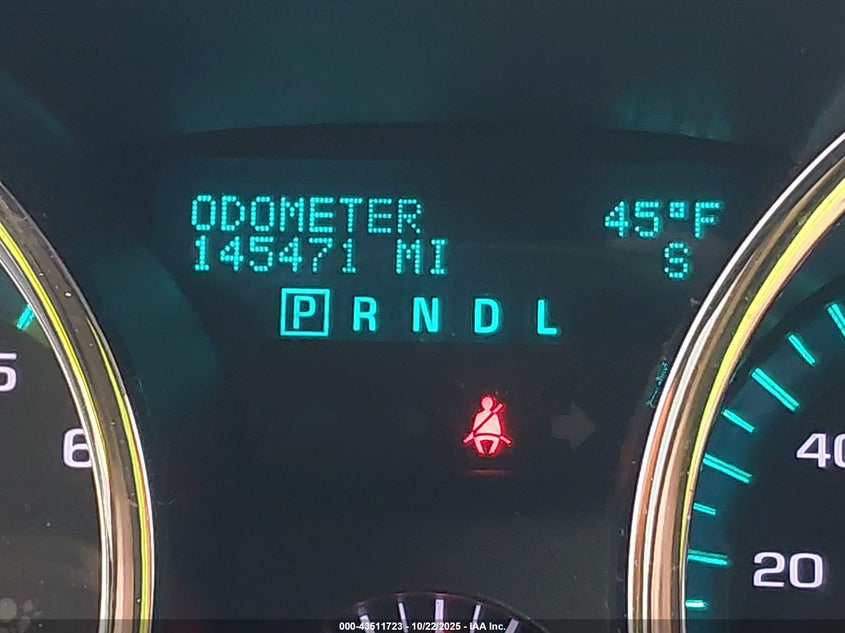 ODOMETER 45°F
145471 MI S
P R N D L
5
6
40
20
000-43511723 - 10/22/2025 - IAA Inc.